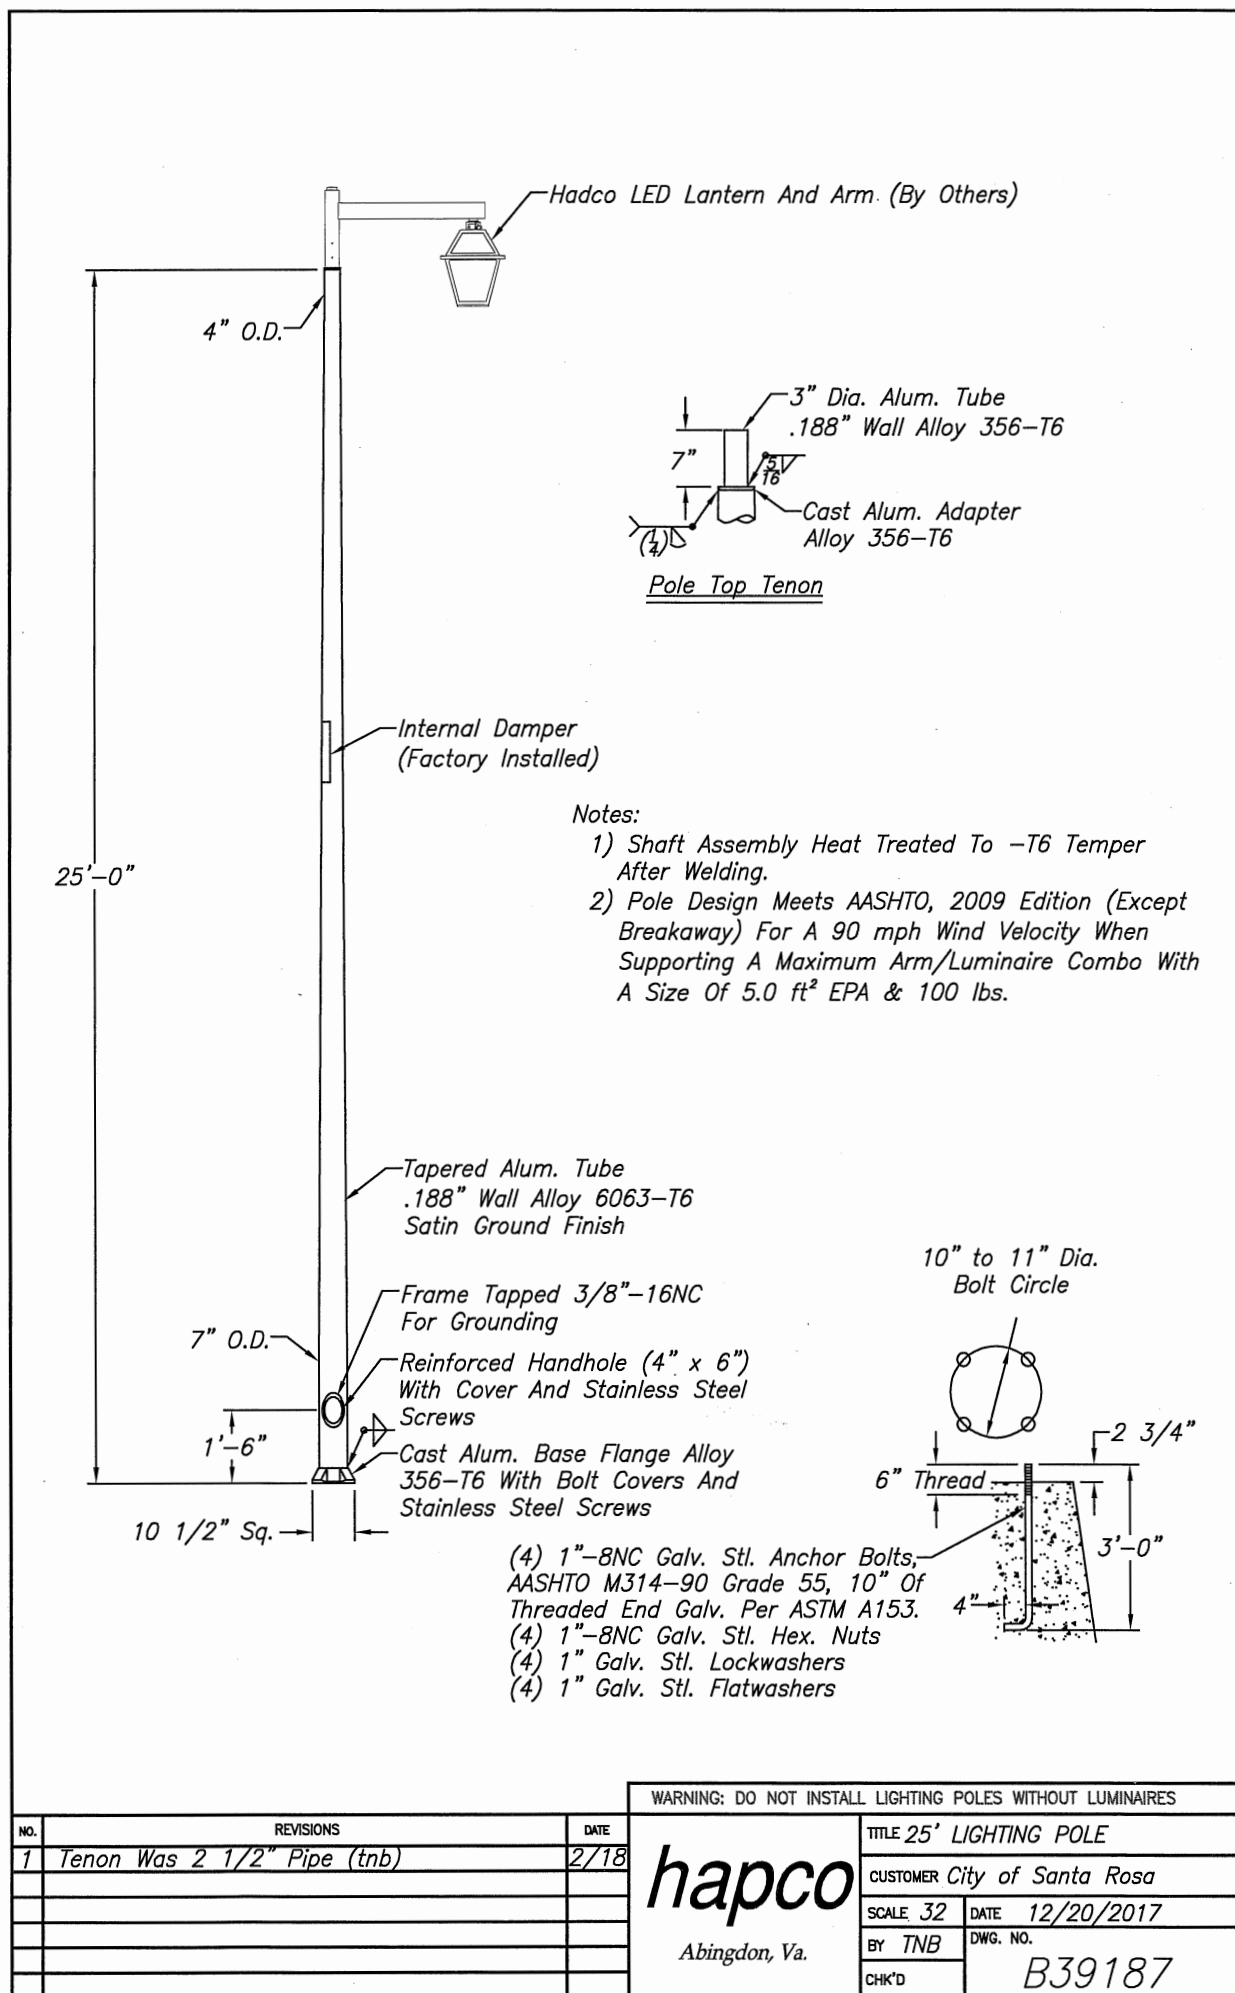 Hadco LED Lantern And Arm (By Others)
4" O.D.
3" Dia. Alum. Tube
.188" Wall Alloy 356-T6
7"
5/16
Cast Alum. Adapter
Alloy 356-T6
(1/4)
Pole Top Tenon
Internal Damper
(Factory Installed)
25'-0"
Notes:
1) Shaft Assembly Heat Treated To -T6 Temper
After Welding.
2) Pole Design Meets AASHTO, 2009 Edition (Except
Breakaway) For A 90 mph Wind Velocity When
Supporting A Maximum Arm/Luminaire Combo With
A Size Of 5.0 ft² EPA & 100 lbs.
Tapered Alum. Tube
.188" Wall Alloy 6063-T6
Satin Ground Finish
10" to 11" Dia.
Bolt Circle
Frame Tapped 3/8"-16NC
For Grounding
7" O.D.
Reinforced Handhole (4" x 6")
With Cover And Stainless Steel
Screws
1'-6"
Cast Alum. Base Flange Alloy
356-T6 With Bolt Covers And
Stainless Steel Screws
10 1/2" Sq.
2 3/4"
6" Thread
3'-0"
4"
(4) 1"-8NC Galv. Stl. Anchor Bolts,
AASHTO M314-90 Grade 55, 10" Of
Threaded End Galv. Per ASTM A153.
(4) 1"-8NC Galv. Stl. Hex. Nuts
(4) 1" Galv. Stl. Lockwashers
(4) 1" Galv. Stl. Flatwashers
WARNING: DO NOT INSTALL LIGHTING POLES WITHOUT LUMINAIRES
NO. REVISIONS DATE
1 Tenon Was 2 1/2" Pipe (tnb) 2/18
hapco
Abingdon, Va.
TITLE 25' LIGHTING POLE
CUSTOMER City of Santa Rosa
SCALE 32 DATE 12/20/2017
BY TNB DWG. NO.
CHK'D B39187